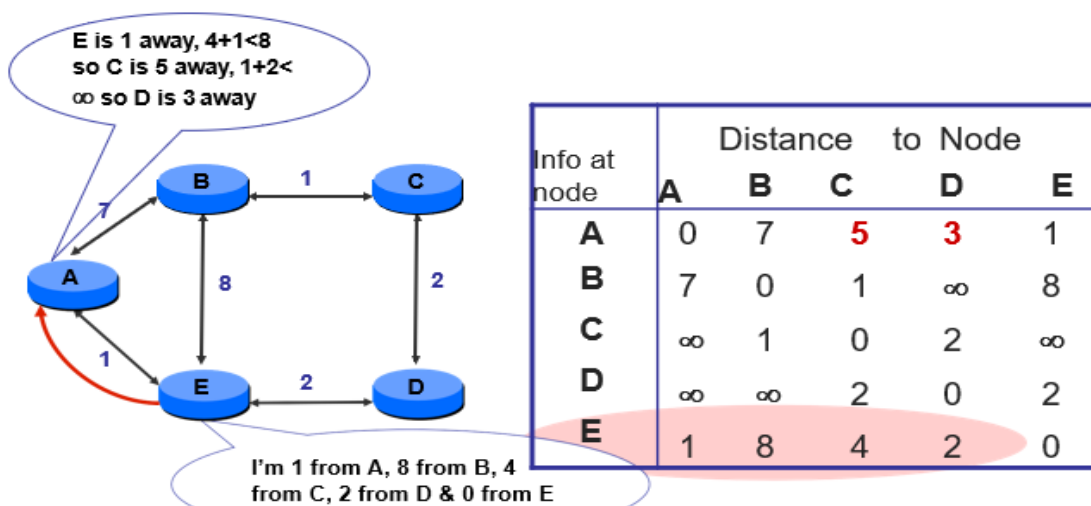 E is 1 away, 4+1<8
so C is 5 away, 1+2<
∞ so D is 3 away
B
1
C
7
A
8
2
1
E
2
D
I'm 1 from A, 8 from B, 4
from C, 2 from D & 0 from E
Distance to Node
Info at
node
A B C D E
A 0 7 5 3 1
B 7 0 1 ∞ 8
C ∞ 1 0 2 ∞
D ∞ ∞ 2 0 2
E 1 8 4 2 0